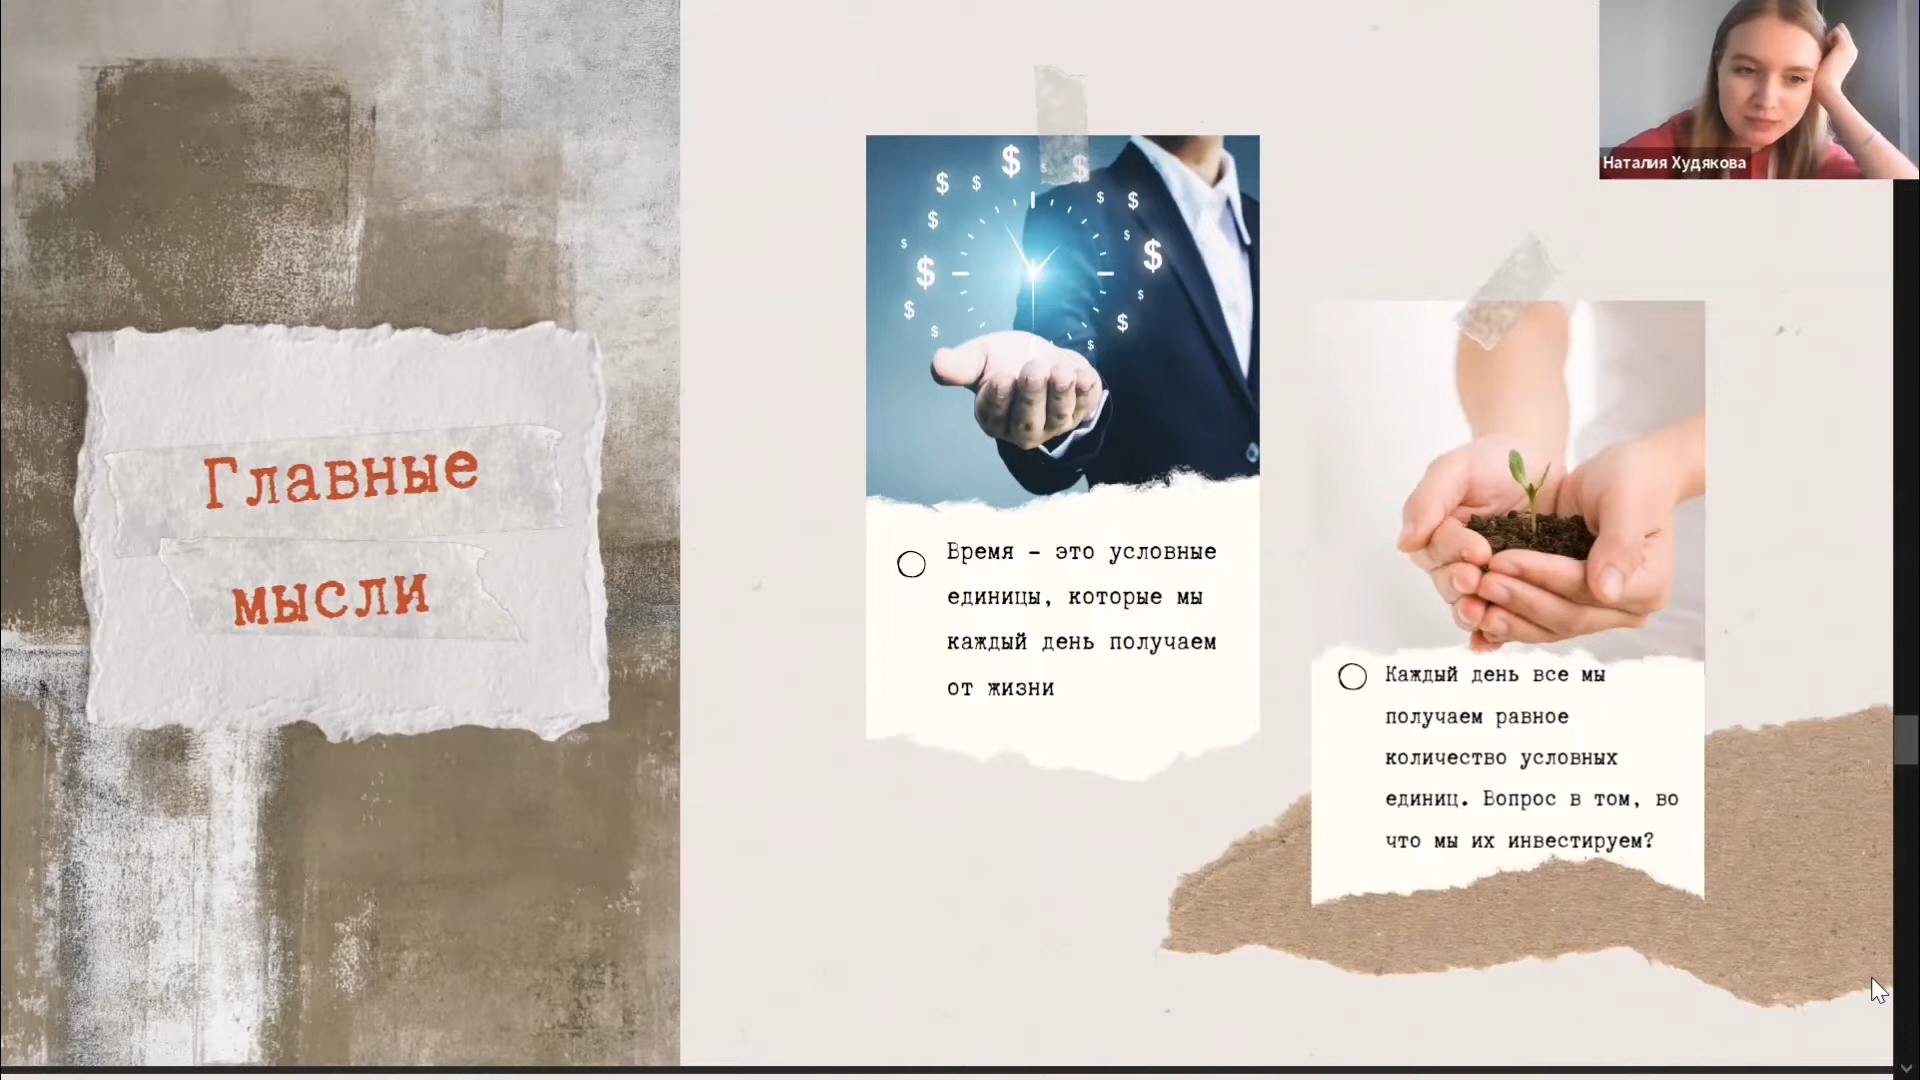 Наталия Худякова
Главные
мысли
Время – это условные
единицы, которые мы
каждый день получаем
от жизни
Каждый день все мы
получаем равное
количество условных
единиц. Вопрос в том, во
что мы их инвестируем?